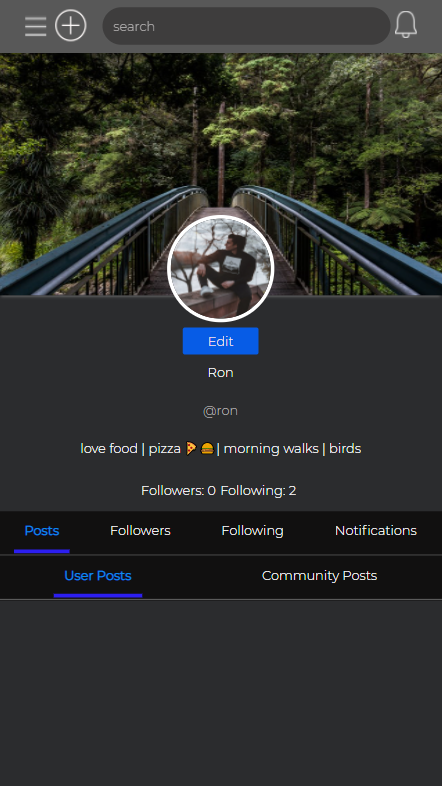 search
Edit
Ron
@ron
love food | pizza 🍕🍔 | morning walks | birds
Followers: 0 Following: 2
Posts Followers Following Notifications
User Posts Community Posts